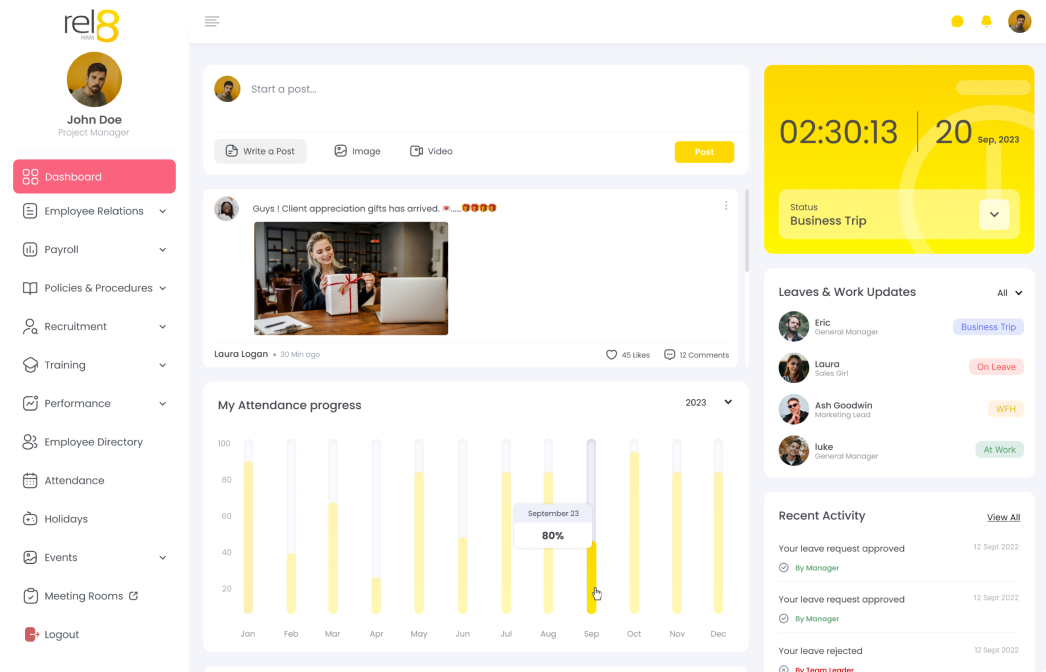 rel8
HRM
John Doe
Project Manager
Dashboard
Employee Relations
Payroll
Policies & Procedures
Recruitment
Training
Performance
Employee Directory
Attendance
Holidays
Events
Meeting Rooms
Logout
Start a post...
Write a Post
Image
Video
Post
Guys ! Client appreciation gifts has arrived. 💌.....🎁🎁🎁🎁
Laura Logan • 30 Min ago
45 Likes
12 Comments
My Attendance progress
2023
100
80
60
40
20
September 23
80%
Jan Feb Mar Apr May Jun Jul Aug Sep Oct Nov Dec
02:30:13
20 Sep, 2023
Status
Business Trip
Leaves & Work Updates
All
Eric
General Manager
Business Trip
Laura
Sales Girl
On Leave
Ash Goodwin
Marketing Lead
WFH
luke
General Manager
At Work
Recent Activity
View All
Your leave request approved
12 Sept 2022
By Manager
Your leave request approved
12 Sept 2022
By Manager
Your leave rejected
12 Sept 2022
By Team Leader